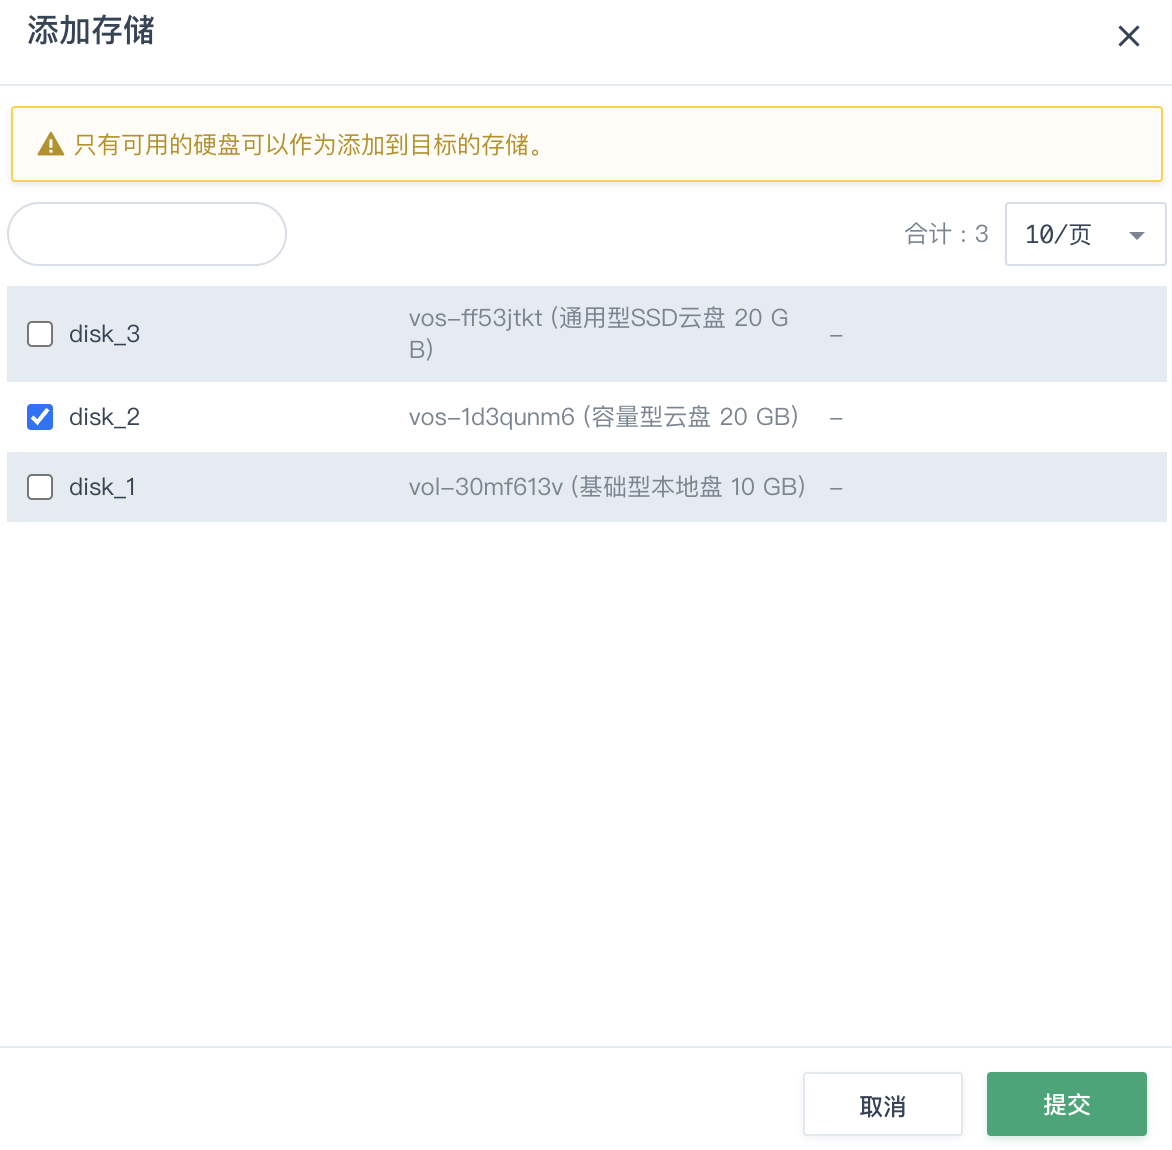 添加存储
只有可用的硬盘可以作为添加到目标的存储。
合计：3
10/页
disk_3
vos-ff53jtkt (通用型SSD云盘 20 G
B)
-
disk_2
vos-1d3qunm6 (容量型云盘 20 GB)
-
disk_1
vol-30mf613v (基础型本地盘 10 GB)
-
取消
提交